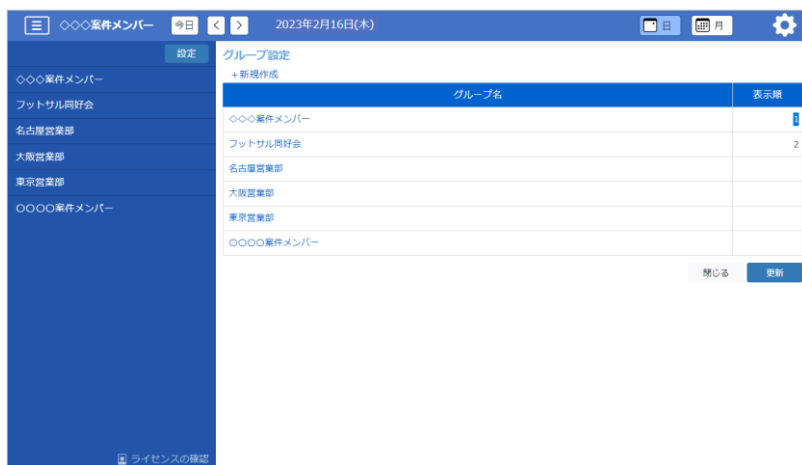 ◇◇◇案件メンバー 今日 < > 2023年2月16日(木) 日 月
設定
◇◇◇案件メンバー
フットサル同好会
名古屋営業部
大阪営業部
東京営業部
〇〇〇〇案件メンバー
ライセンスの確認
グループ設定
+新規作成
グループ名 表示順
◇◇◇案件メンバー 1
フットサル同好会 2
名古屋営業部
大阪営業部
東京営業部
〇〇〇〇案件メンバー
閉じる 更新